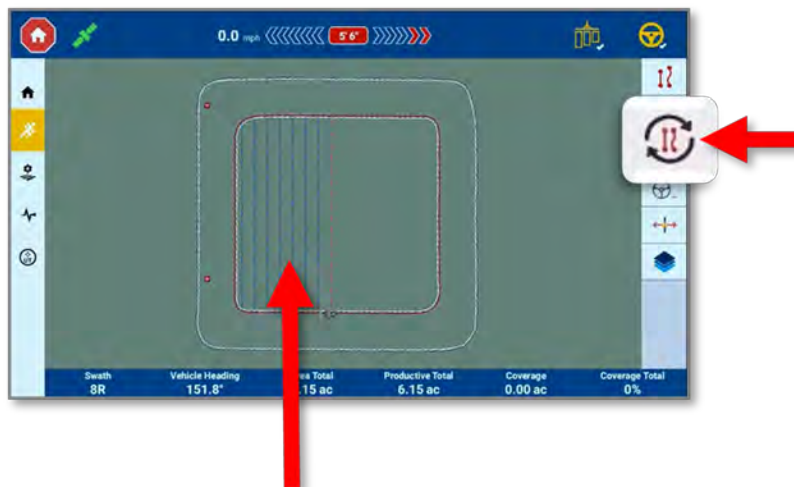 0.0 mph 5' 6"
Swath Vehicle Heading Total Productive Total Coverage Coverage Total
8R 151.8° .15 ac 6.15 ac 0.00 ac 0%